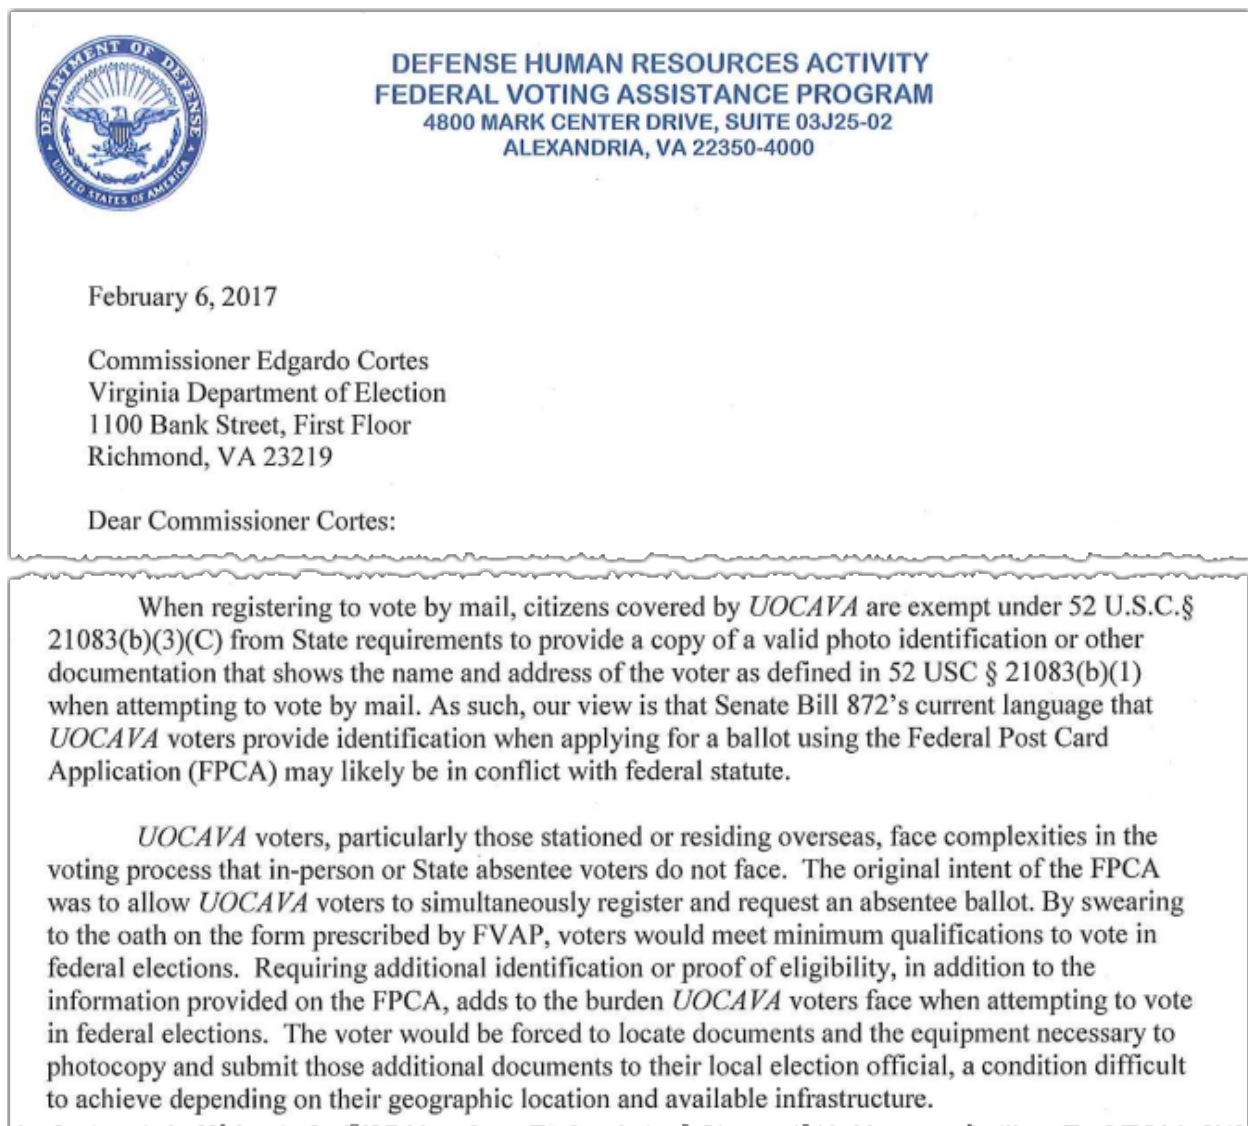 DEPARTMENT OF DEFENSE
UNITED STATES OF AMERICA
DEFENSE HUMAN RESOURCES ACTIVITY
FEDERAL VOTING ASSISTANCE PROGRAM
4800 MARK CENTER DRIVE, SUITE 03J25-02
ALEXANDRIA, VA 22350-4000
February 6, 2017
Commissioner Edgardo Cortes
Virginia Department of Election
1100 Bank Street, First Floor
Richmond, VA 23219
Dear Commissioner Cortes:
When registering to vote by mail, citizens covered by UOCAVA are exempt under 52 U.S.C.§
21083(b)(3)(C) from State requirements to provide a copy of a valid photo identification or other
documentation that shows the name and address of the voter as defined in 52 USC § 21083(b)(1)
when attempting to vote by mail. As such, our view is that Senate Bill 872's current language that
UOCAVA voters provide identification when applying for a ballot using the Federal Post Card
Application (FPCA) may likely be in conflict with federal statute.
UOCAVA voters, particularly those stationed or residing overseas, face complexities in the
voting process that in-person or State absentee voters do not face.  The original intent of the FPCA
was to allow UOCAVA voters to simultaneously register and request an absentee ballot. By swearing
to the oath on the form prescribed by FVAP, voters would meet minimum qualifications to vote in
federal elections.  Requiring additional identification or proof of eligibility, in addition to the
information provided on the FPCA, adds to the burden UOCAVA voters face when attempting to vote
in federal elections.  The voter would be forced to locate documents and the equipment necessary to
photocopy and submit those additional documents to their local election official, a condition difficult
to achieve depending on their geographic location and available infrastructure.